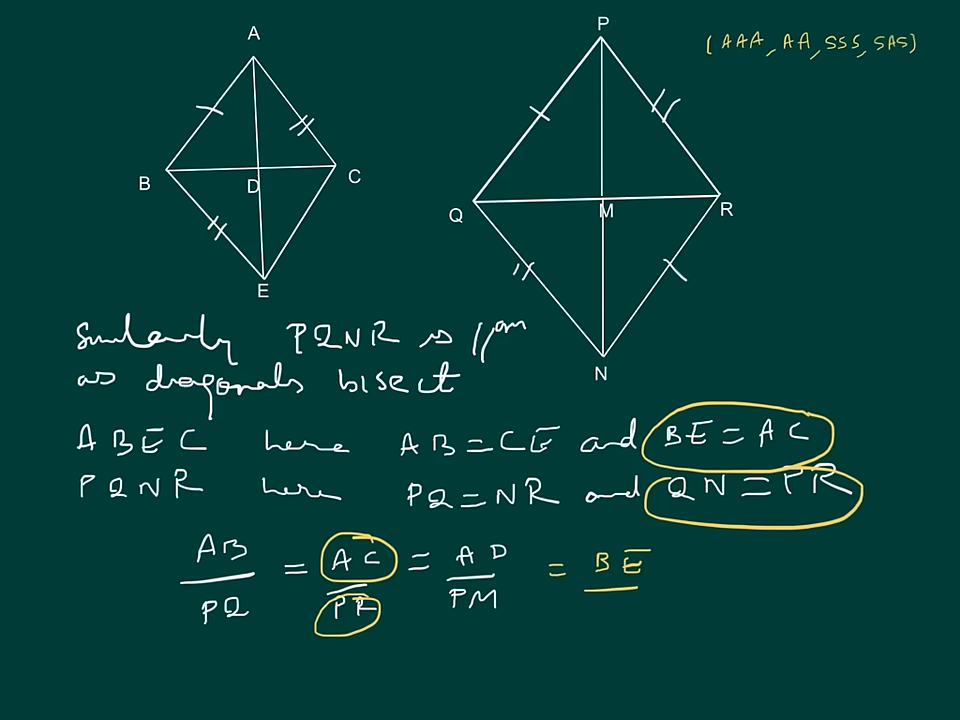 (AAA, AA, SSS, SAS)
A
B
D
C
E
P
Q
M
R
N
Similarly PQNR is ||gm
as diagonals bisect
ABEC here AB=CE and BE=AC
PQNR here PQ=NR and QN=PR
AB/PQ = AC/PR = AD/PM = BE